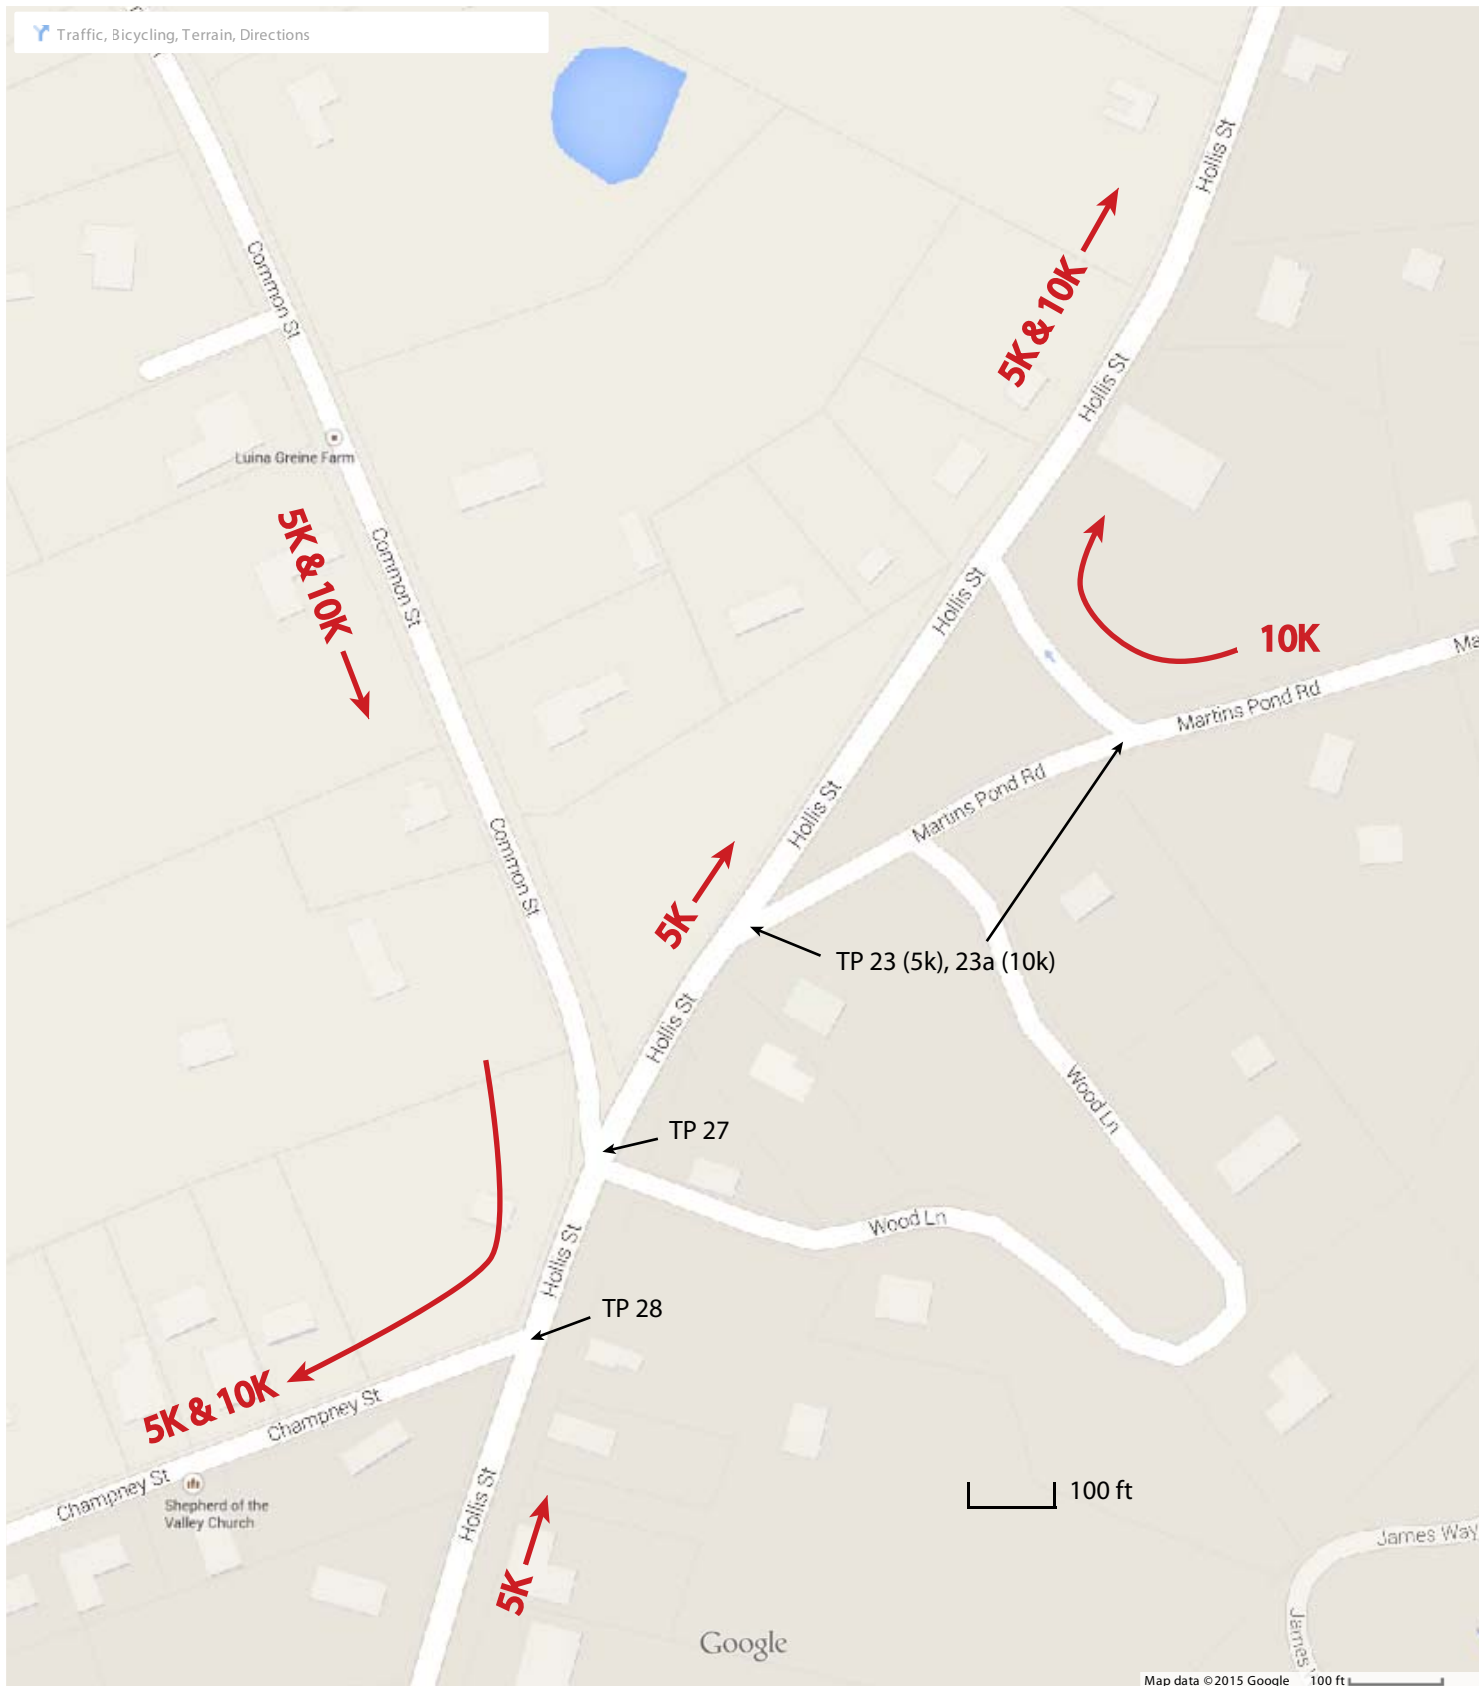 Traffic, Bicycling, Terrain, Directions
Hollis St
Common St
5K & 10K
Hollis St
Luina Greine Farm
5K & 10K
Common St
Hollis St
10K
Martins Pond Rd
Martins Pond Rd
Hollis St
Common St
5K
TP 23 (5k), 23a (10k)
Hollis St
Wood Ln
TP 27
Wood Ln
Hollis St
TP 28
5K & 10K
Champney St
Champney St
Shepherd of the
Valley Church
Hollis St
100 ft
5K
James Way
James
Google
Map data ©2015 Google
100 ft